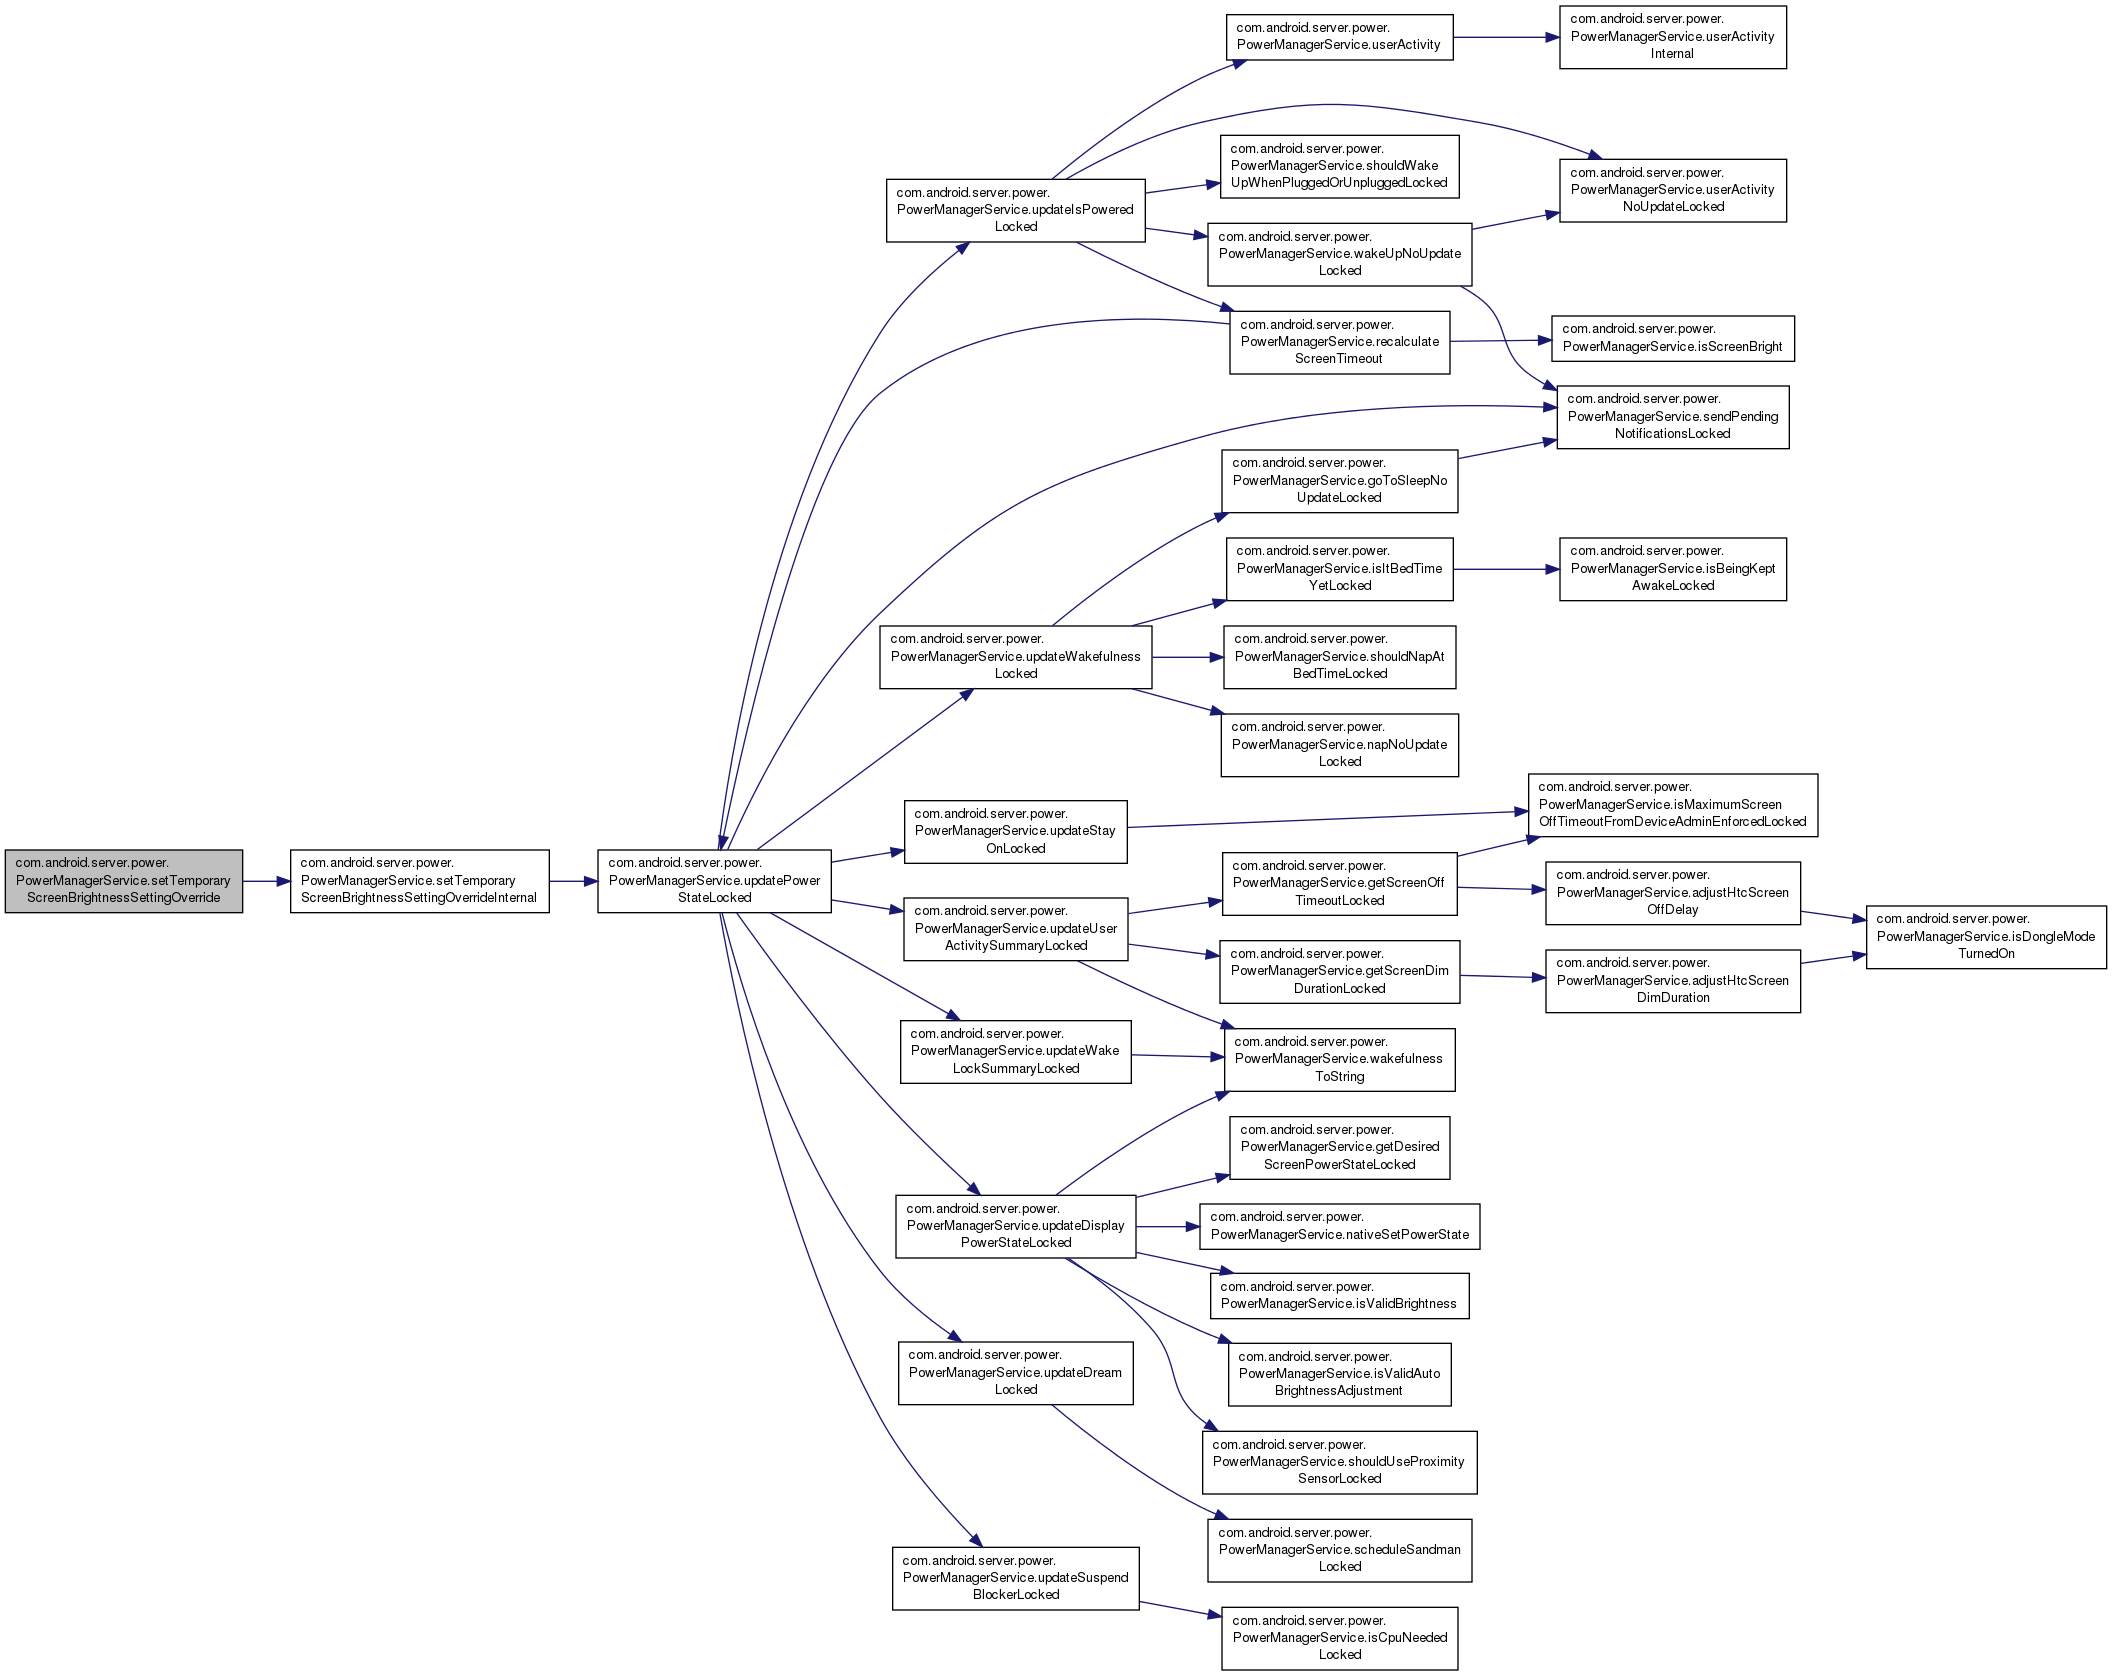 com.android.server.power.
PowerManagerService.setTemporary
ScreenBrightnessSettingOverride
com.android.server.power.
PowerManagerService.setTemporary
ScreenBrightnessSettingOverrideInternal
com.android.server.power.
PowerManagerService.updatePower
StateLocked
com.android.server.power.
PowerManagerService.updateIsPowered
Locked
com.android.server.power.
PowerManagerService.updateWakefulness
Locked
com.android.server.power.
PowerManagerService.updateStay
OnLocked
com.android.server.power.
PowerManagerService.updateUser
ActivitySummaryLocked
com.android.server.power.
PowerManagerService.updateWake
LockSummaryLocked
com.android.server.power.
PowerManagerService.updateDisplay
PowerStateLocked
com.android.server.power.
PowerManagerService.updateDream
Locked
com.android.server.power.
PowerManagerService.updateSuspend
BlockerLocked
com.android.server.power.
PowerManagerService.userActivity
com.android.server.power.
PowerManagerService.shouldWake
UpWhenPluggedOrUnpluggedLocked
com.android.server.power.
PowerManagerService.wakeUpNoUpdate
Locked
com.android.server.power.
PowerManagerService.recalculate
ScreenTimeout
com.android.server.power.
PowerManagerService.goToSleepNo
UpdateLocked
com.android.server.power.
PowerManagerService.isItBedTime
YetLocked
com.android.server.power.
PowerManagerService.shouldNapAt
BedTimeLocked
com.android.server.power.
PowerManagerService.napNoUpdate
Locked
com.android.server.power.
PowerManagerService.getScreenOff
TimeoutLocked
com.android.server.power.
PowerManagerService.getScreenDim
DurationLocked
com.android.server.power.
PowerManagerService.wakefulness
ToString
com.android.server.power.
PowerManagerService.getDesired
ScreenPowerStateLocked
com.android.server.power.
PowerManagerService.nativeSetPowerState
com.android.server.power.
PowerManagerService.isValidBrightness
com.android.server.power.
PowerManagerService.isValidAuto
BrightnessAdjustment
com.android.server.power.
PowerManagerService.shouldUseProximity
SensorLocked
com.android.server.power.
PowerManagerService.scheduleSandman
Locked
com.android.server.power.
PowerManagerService.isCpuNeeded
Locked
com.android.server.power.
PowerManagerService.userActivity
Internal
com.android.server.power.
PowerManagerService.userActivity
NoUpdateLocked
com.android.server.power.
PowerManagerService.isScreenBright
com.android.server.power.
PowerManagerService.sendPending
NotificationsLocked
com.android.server.power.
PowerManagerService.isBeingKept
AwakeLocked
com.android.server.power.
PowerManagerService.isMaximumScreen
OffTimeoutFromDeviceAdminEnforcedLocked
com.android.server.power.
PowerManagerService.adjustHtcScreen
OffDelay
com.android.server.power.
PowerManagerService.adjustHtcScreen
DimDuration
com.android.server.power.
PowerManagerService.isDongleMode
TurnedOn